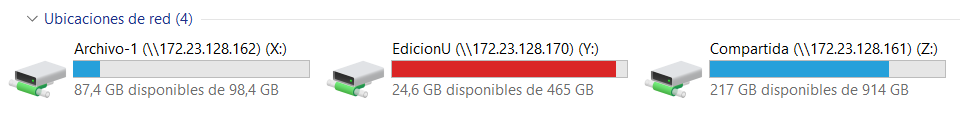 Ubicaciones de red (4)
Archivo-1 (\\172.23.128.162) (X:)
87,4 GB disponibles de 98,4 GB
EdicionU (\\172.23.128.170) (Y:)
24,6 GB disponibles de 465 GB
Compartida (\\172.23.128.161) (Z:)
217 GB disponibles de 914 GB